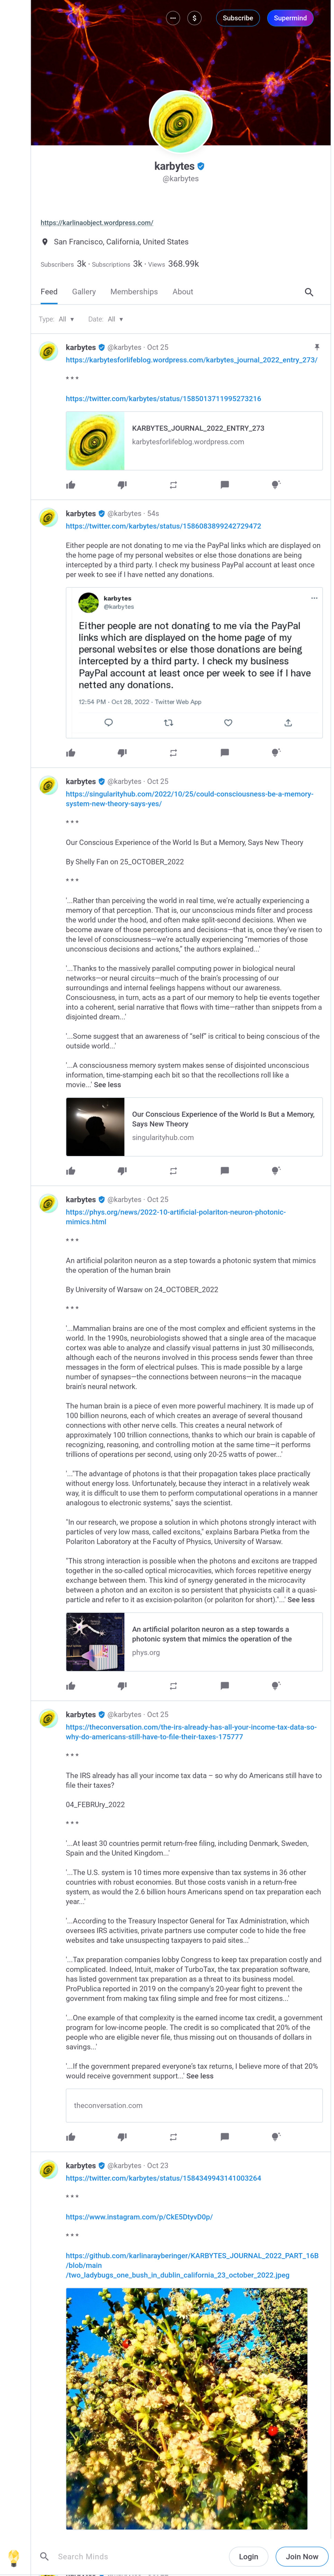 Subscribe
Supermind
karbytes
@karbytes
https://karlinaobject.wordpress.com/
San Francisco, California, United States
Subscribers 3k · Subscriptions 3k · Views 368.99k
Feed Gallery Memberships About
Type: All ▾ Date: All ▾
karbytes @karbytes · Oct 25
https://karbytesforlifeblog.wordpress.com/karbytes_journal_2022_entry_273/
* * *
https://twitter.com/karbytes/status/1585013711995273216
KARBYTES_JOURNAL_2022_ENTRY_273
karbytesforlifeblog.wordpress.com
karbytes @karbytes · 54s
https://twitter.com/karbytes/status/1586083899242729472
Either people are not donating to me via the PayPal links which are displayed on
the home page of my personal websites or else those donations are being
intercepted by a third party. I check my business PayPal account at least once
per week to see if I have netted any donations.
karbytes
@karbytes
Either people are not donating to me via the PayPal
links which are displayed on the home page of my
personal websites or else those donations are being
intercepted by a third party. I check my business
PayPal account at least once per week to see if I have
netted any donations.
12:54 PM · Oct 28, 2022 · Twitter Web App
karbytes @karbytes · Oct 25
https://singularityhub.com/2022/10/25/could-consciousness-be-a-memory-
system-new-theory-says-yes/
* * *
Our Conscious Experience of the World Is But a Memory, Says New Theory
By Shelly Fan on 25_OCTOBER_2022
* * *
'...Rather than perceiving the world in real time, we're actually experiencing a
memory of that perception. That is, our unconscious minds filter and process
the world under the hood, and often make split-second decisions. When we
become aware of those perceptions and decisions—that is, once they've risen to
the level of consciousness—we're actually experiencing "memories of those
unconscious decisions and actions," the authors explained...'
'...Thanks to the massively parallel computing power in biological neural
networks—or neural circuits—much of the brain's processing of our
surroundings and internal feelings happens without our awareness.
Consciousness, in turn, acts as a part of our memory to help tie events together
into a coherent, serial narrative that flows with time—rather than snippets from a
disjointed dream...'
'...Some suggest that an awareness of "self" is critical to being conscious of the
outside world...'
'...A consciousness memory system makes sense of disjointed unconscious
information, time-stamping each bit so that the recollections roll like a
movie...' See less
Our Conscious Experience of the World Is But a Memory,
Says New Theory
singularityhub.com
karbytes @karbytes · Oct 25
https://phys.org/news/2022-10-artificial-polariton-neuron-photonic-
mimics.html
* * *
An artificial polariton neuron as a step towards a photonic system that mimics
the operation of the human brain
By University of Warsaw on 24_OCTOBER_2022
* * *
'...Mammalian brains are one of the most complex and efficient systems in the
world. In the 1990s, neurobiologists showed that a single area of the macaque
cortex was able to analyze and classify visual patterns in just 30 milliseconds,
although each of the neurons involved in this process sends fewer than three
messages in the form of electrical pulses. This is made possible by a large
number of synapses—the connections between neurons—in the macaque
brain's neural network.
The human brain is a piece of even more powerful machinery. It is made up of
100 billion neurons, each of which creates an average of several thousand
connections with other nerve cells. This creates a neural network of
approximately 100 trillion connections, thanks to which our brain is capable of
recognizing, reasoning, and controlling motion at the same time—it performs
trillions of operations per second, using only 20-25 watts of power...'
'..."The advantage of photons is that their propagation takes place practically
without energy loss. Unfortunately, because they interact in a relatively weak
way, it is difficult to use them to perform computational operations in a manner
analogous to electronic systems," says the scientist.
"In our research, we propose a solution in which photons strongly interact with
particles of very low mass, called excitons," explains Barbara Piętka from the
Polariton Laboratory at the Faculty of Physics, University of Warsaw.
"This strong interaction is possible when the photons and excitons are trapped
together in the so-called optical microcavities, which forces repetitive energy
exchange between them. This kind of synergy generated in the microcavity
between a photon and an exciton is so persistent that physicists call it a quasi-
particle and refer to it as excision-polariton (or polariton for short)."...' See less
An artificial polariton neuron as a step towards a
photonic system that mimics the operation of the
phys.org
karbytes @karbytes · Oct 25
https://theconversation.com/the-irs-already-has-all-your-income-tax-data-so-
why-do-americans-still-have-to-file-their-taxes-175777
* * *
The IRS already has all your income tax data – so why do Americans still have to
file their taxes?
04_FEBRUry_2022
* * *
'...At least 30 countries permit return-free filing, including Denmark, Sweden,
Spain and the United Kingdom...'
'...The U.S. system is 10 times more expensive than tax systems in 36 other
countries with robust economies. But those costs vanish in a return-free
system, as would the 2.6 billion hours Americans spend on tax preparation each
year...'
'...According to the Treasury Inspector General for Tax Administration, which
oversees IRS activities, private partners use computer code to hide the free
websites and take unsuspecting taxpayers to paid sites...'
'...Tax preparation companies lobby Congress to keep tax preparation costly and
complicated. Indeed, Intuit, maker of TurboTax, the tax preparation software,
has listed government tax preparation as a threat to its business model.
ProPublica reported in 2019 on the company's 20-year fight to prevent the
government from making tax filing simple and free for most citizens...'
'...One example of that complexity is the earned income tax credit, a government
program for low-income people. The credit is so complicated that 20% of the
people who are eligible never file, thus missing out on thousands of dollars in
savings...'
'...If the government prepared everyone's tax returns, I believe more of that 20%
would receive government support...' See less
theconversation.com
karbytes @karbytes · Oct 23
https://twitter.com/karbytes/status/1584349943141003264
* * *
https://www.instagram.com/p/CkE5DtyvD0p/
* * *
https://github.com/karlinarayberinger/KARBYTES_JOURNAL_2022_PART_16B
/blob/main
/two_ladybugs_one_bush_in_dublin_california_23_october_2022.jpeg
Search Minds
Login
Join Now